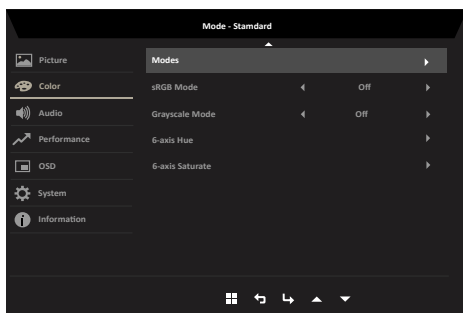 Mode - Stamdard
Picture
Modes
Color
sRGB Mode Off
Audio
Grayscale Mode Off
Performance
6-axis Hue
OSD
6-axis Saturate
System
Information